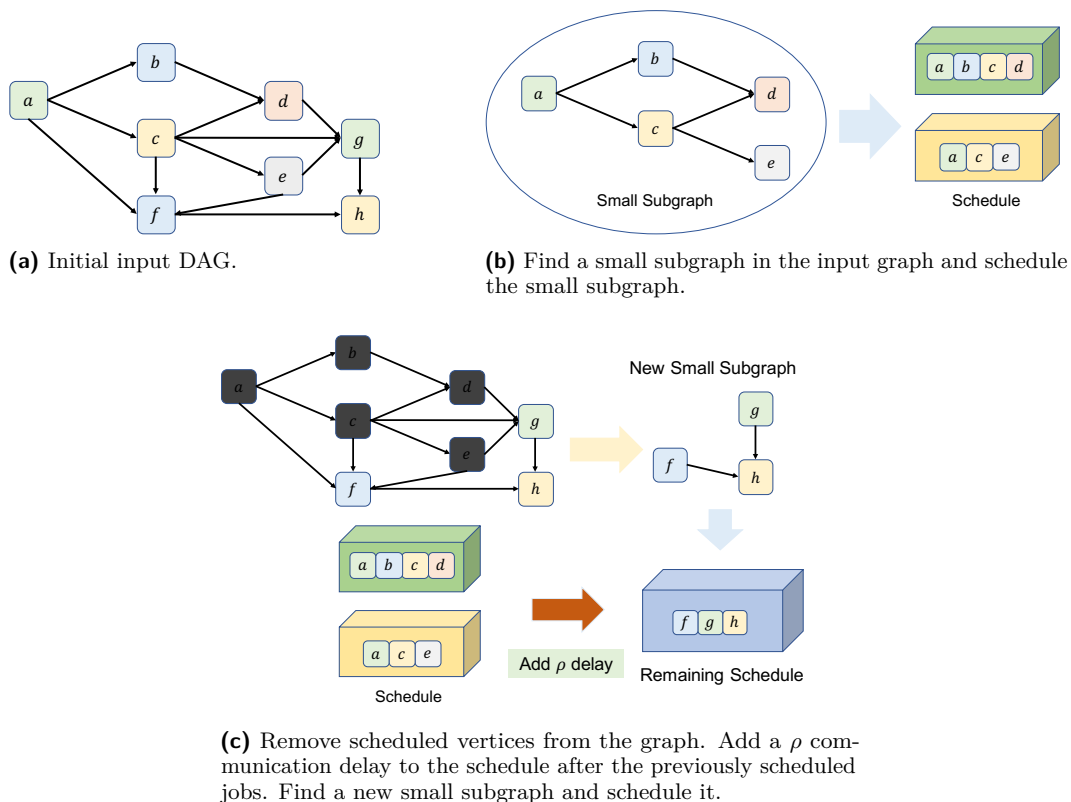 b
a
d
c
g
e
f
h
(a) Initial input DAG.
b
a
d
c
e
Small Subgraph
a b c d
a c e
Schedule
(b) Find a small subgraph in the input graph and schedule
the small subgraph.
b
a
d
c
g
e
f
h
New Small Subgraph
g
f
h
a b c d
a c e
Schedule
Add ρ delay
f g h
Remaining Schedule
(c) Remove scheduled vertices from the graph. Add a ρ com-
munication delay to the schedule after the previously scheduled
jobs. Find a new small subgraph and schedule it.